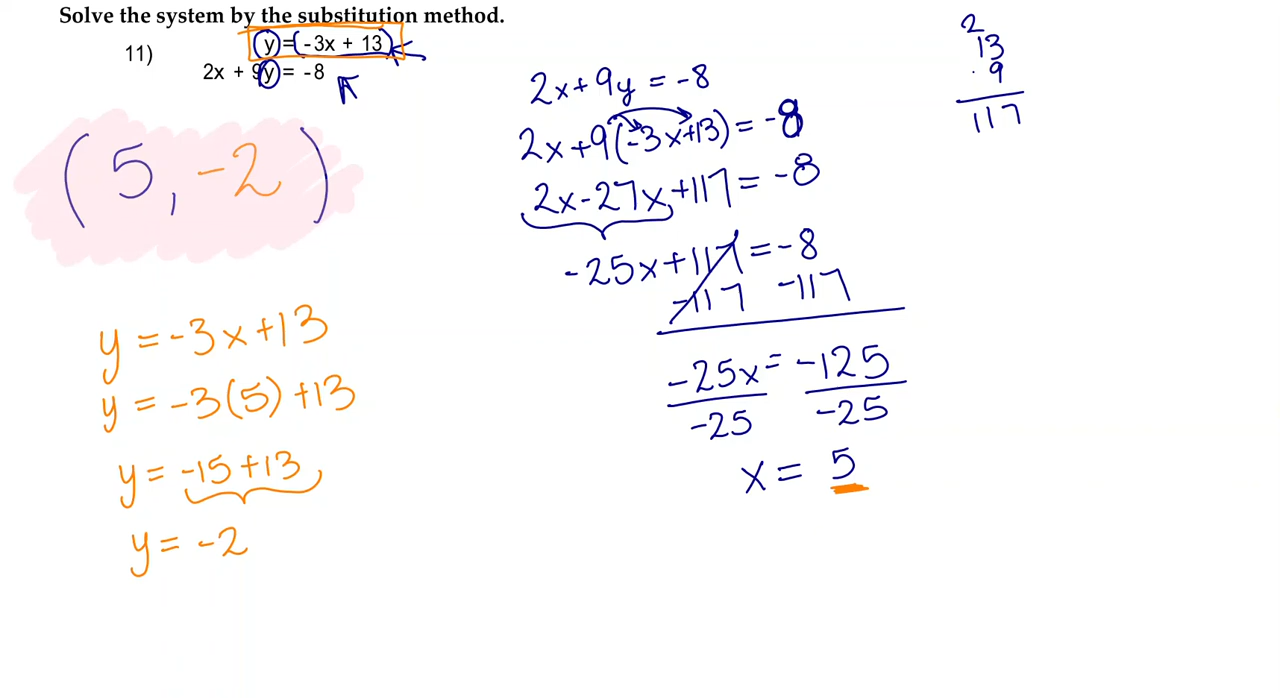 Solve the system by the substitution method.
11)
y = (-3x + 13)
2x + 9y = -8
(5, -2)
y = -3x+13
y = -3(5) +13
y = -15+13
y = -2
2x+9y = -8
2x+9(-3x+13) = -8
2x-27x+117 = -8
-25x+117 = -8
-117 -117
-25x = -125
-25 -25
x = 5
2
13
· 9
117